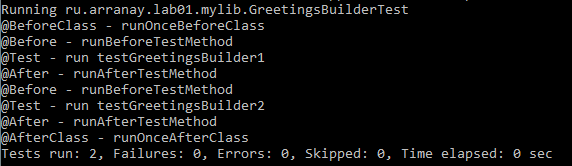 Running ru.arranay.lab01.mylib.GreetingsBuilderTest
@BeforeClass - runOnceBeforeClass
@Before - runBeforeTestMethod
@Test - run testGreetingsBuilder1
@After - runAfterTestMethod
@Before - runBeforeTestMethod
@Test - run testGreetingsBuilder2
@After - runAfterTestMethod
@AfterClass - runOnceAfterClass
Tests run: 2, Failures: 0, Errors: 0, Skipped: 0, Time elapsed: 0 sec